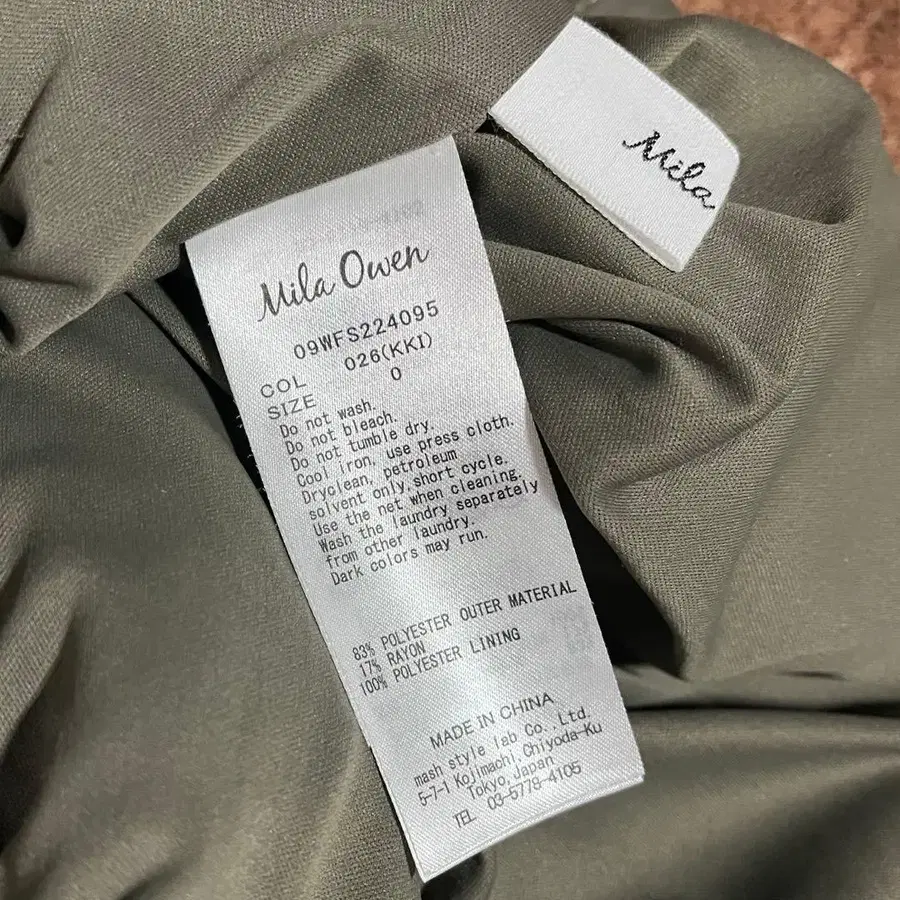 Mila
Mila Owen
09WFS224095
COL 026(KKI)
SIZE 0
Do not wash.
Do not bleach.
Do not tumble dry.
Cool iron, use press cloth.
Dryclean, petroleum
solvent only,short cycle.
Use the net when cleaning.
Wash the laundry separately
from other laundry.
Dark colors may run.
83% POLYESTER OUTER MATERIAL
17% RAYON
100% POLYESTER LINING
MADE IN CHINA
mash style lab Co.,Ltd.
5-7-1 Kojimachi,Chiyoda-Ku
Tokyo,Japan
TEL 03-5778-4105